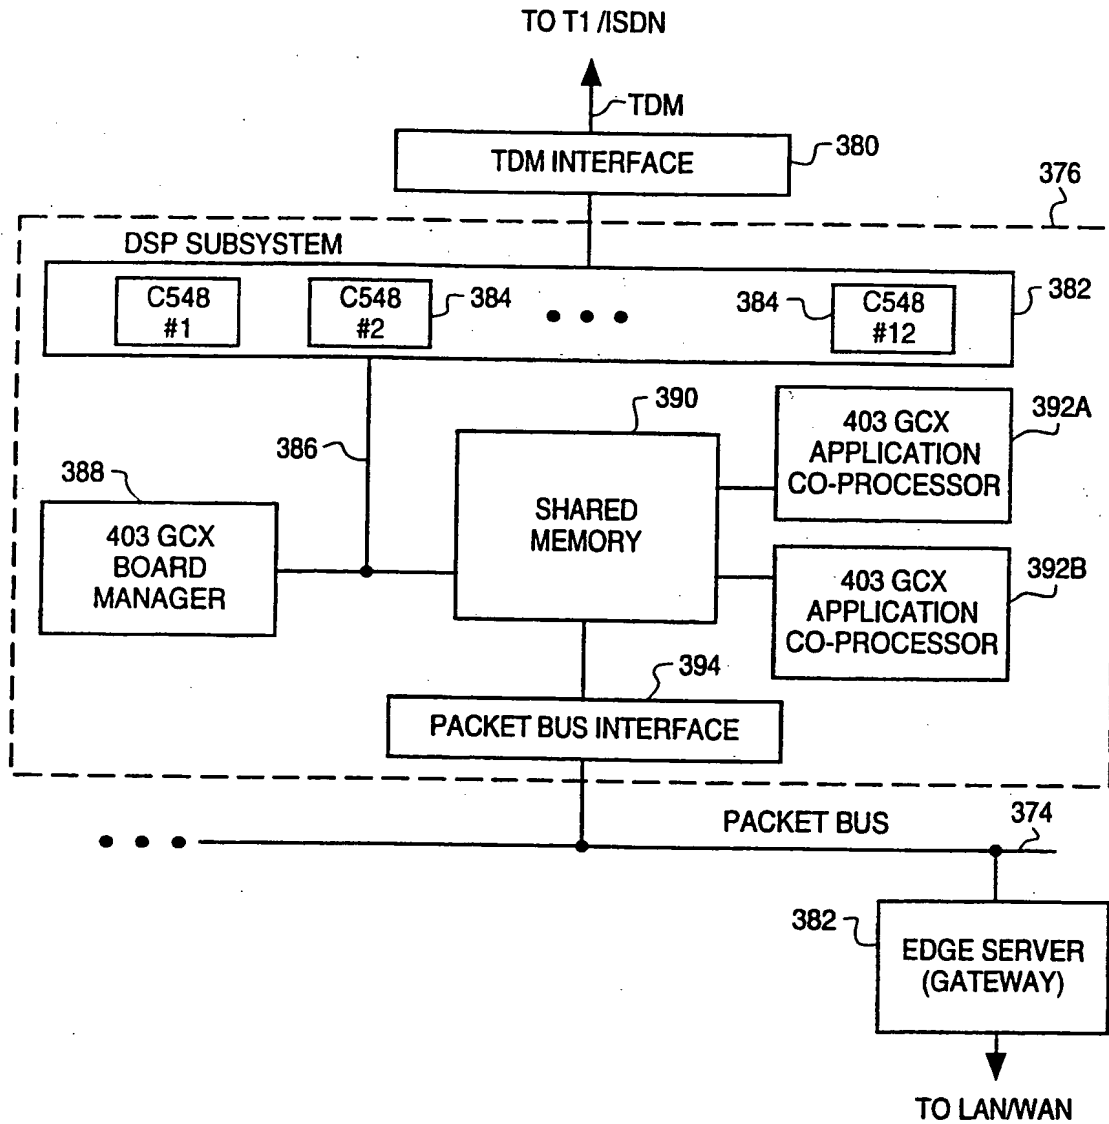 TO T1/ISDN
TDM
TDM INTERFACE
380
376
DSP SUBSYSTEM
C548
#1
C548
#2
384
384
C548
#12
382
390
392A
403 GCX
APPLICATION
CO-PROCESSOR
386
388
403 GCX
BOARD
MANAGER
SHARED
MEMORY
392B
403 GCX
APPLICATION
CO-PROCESSOR
394
PACKET BUS INTERFACE
PACKET BUS
374
382
EDGE SERVER
(GATEWAY)
TO LAN/WAN